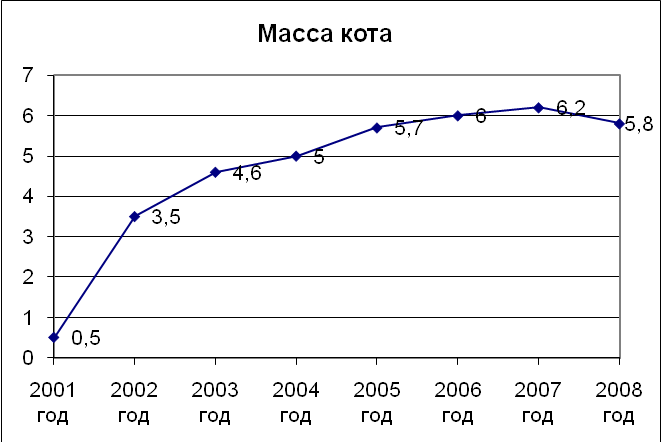 Масса кота
7
6
5
4
3
2
1
0
0,5
3,5
4,6
5
5,7
6
6,2
5,8
2001 год
2002 год
2003 год
2004 год
2005 год
2006 год
2007 год
2008 год